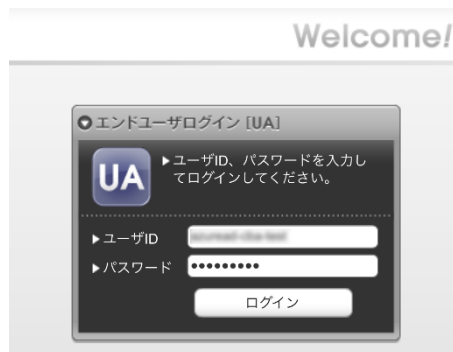 Welcome!
エンドユーザログイン [UA]
UA
ユーザID、パスワードを入力し
てログインしてください。
ユーザID
パスワード
ログイン